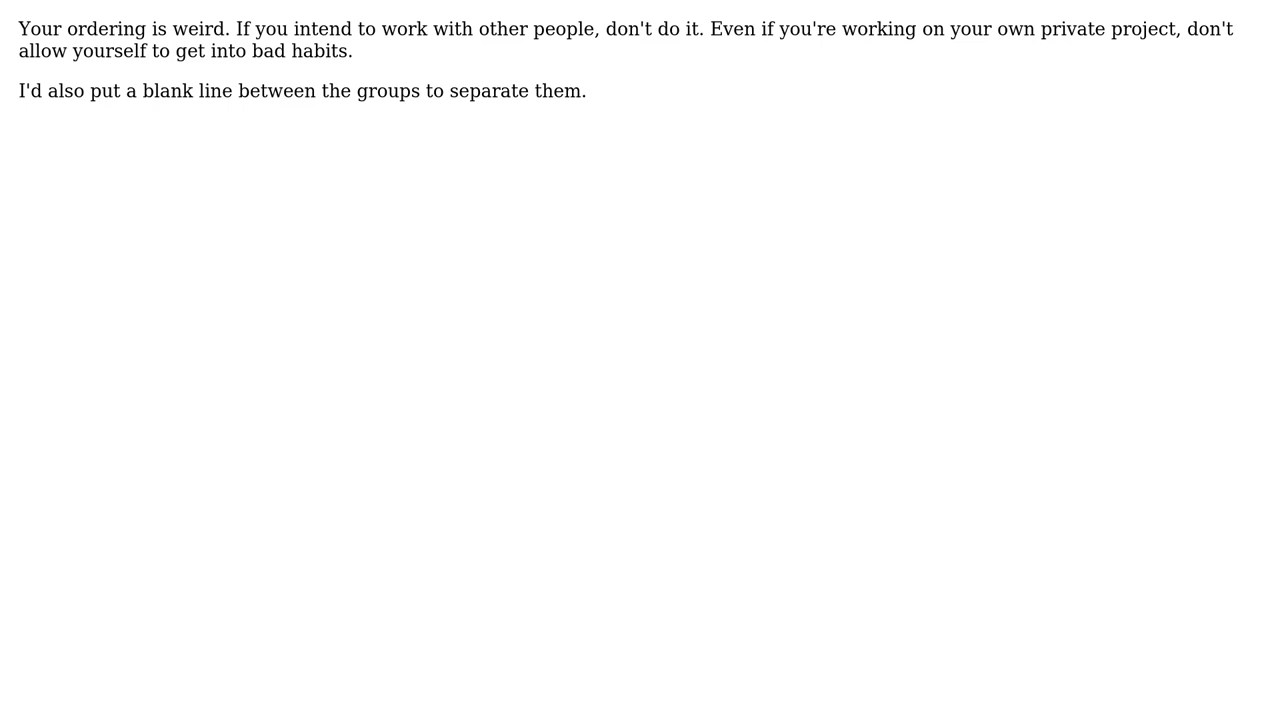 Your ordering is weird. If you intend to work with other people, don't do it. Even if you're working on your own private project, don't
allow yourself to get into bad habits.
I'd also put a blank line between the groups to separate them.